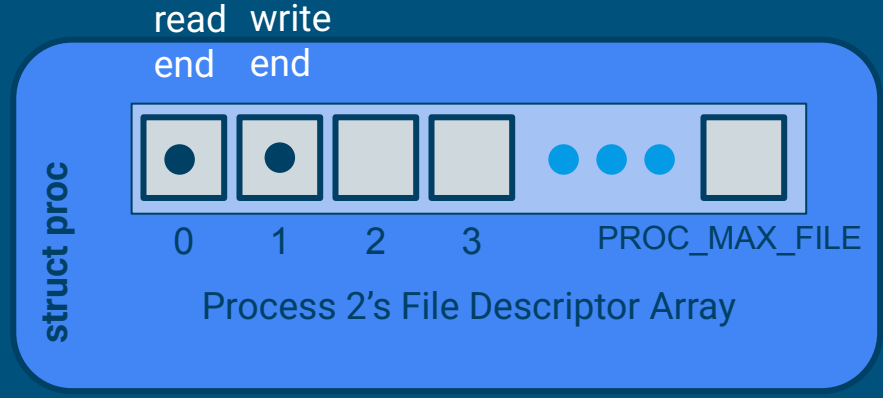 read write
end end
struct proc
0 1 2 3 PROC_MAX_FILE
Process 2’s File Descriptor Array